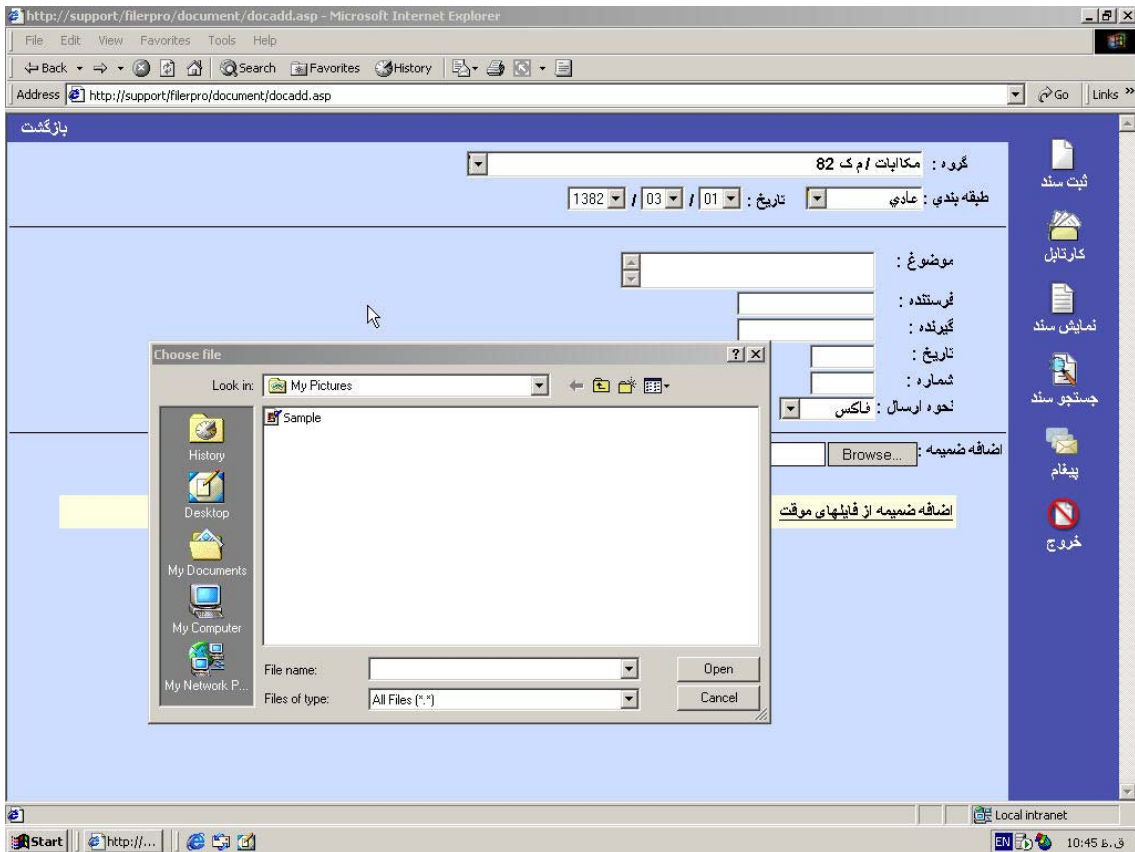 http://support/filerpro/document/docadd.asp - Microsoft Internet Explorer
File Edit View Favorites Tools Help
Back Search Favorites History
Address http://support/filerpro/document/docadd.asp Go Links »
بازگشت
گروه : مکااﺑﺎت / م ک 82
طبقه بندي : عادي تاریخ : 01 / 03 / 1382
موضوغ :
فرستنده :
گیرنده :
تاریخ :
شماره :
نحوه ارسال : فاکس
اضافه ضمیمه : Browse...
اضافه ضمیمه از فایلهای موقت
ثبت سند
کارتابل
نمایش سند
جستجو سند
پیغام
خروج
Choose file
Look in: My Pictures
Sample
History
Desktop
My Documents
My Computer
My Network P...
File name:
Open
Files of type: All Files (*.*)
Cancel
Local intranet
Start http://... EN 10:45 ق.ظ